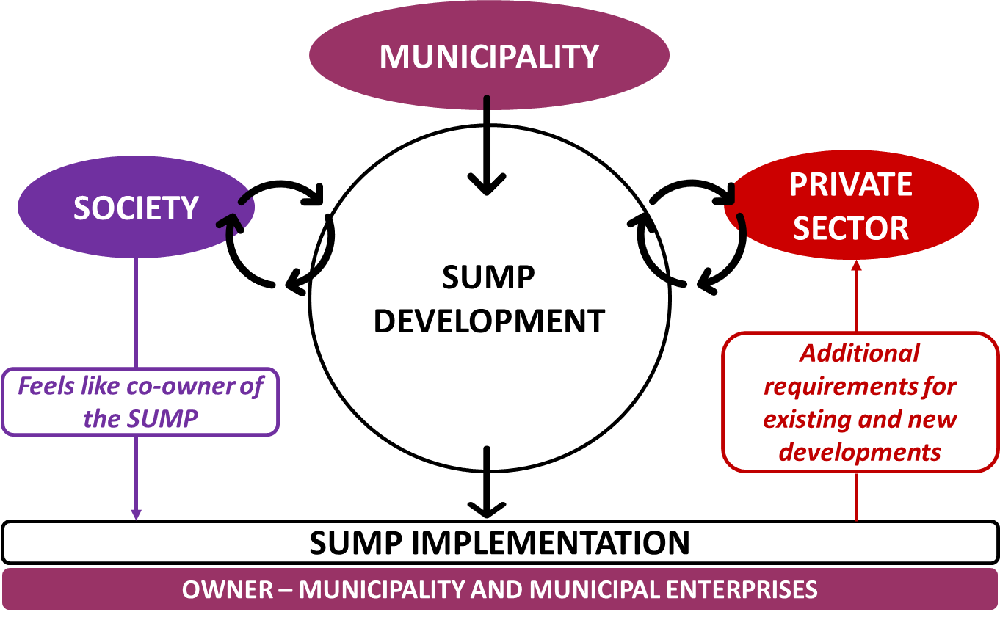 MUNICIPALITY
SOCIETY
PRIVATE
SECTOR
SUMP
DEVELOPMENT
Feels like co-owner of
the SUMP
Additional
requirements for
existing and new
developments
SUMP IMPLEMENTATION
OWNER – MUNICIPALITY AND MUNICIPAL ENTERPRISES